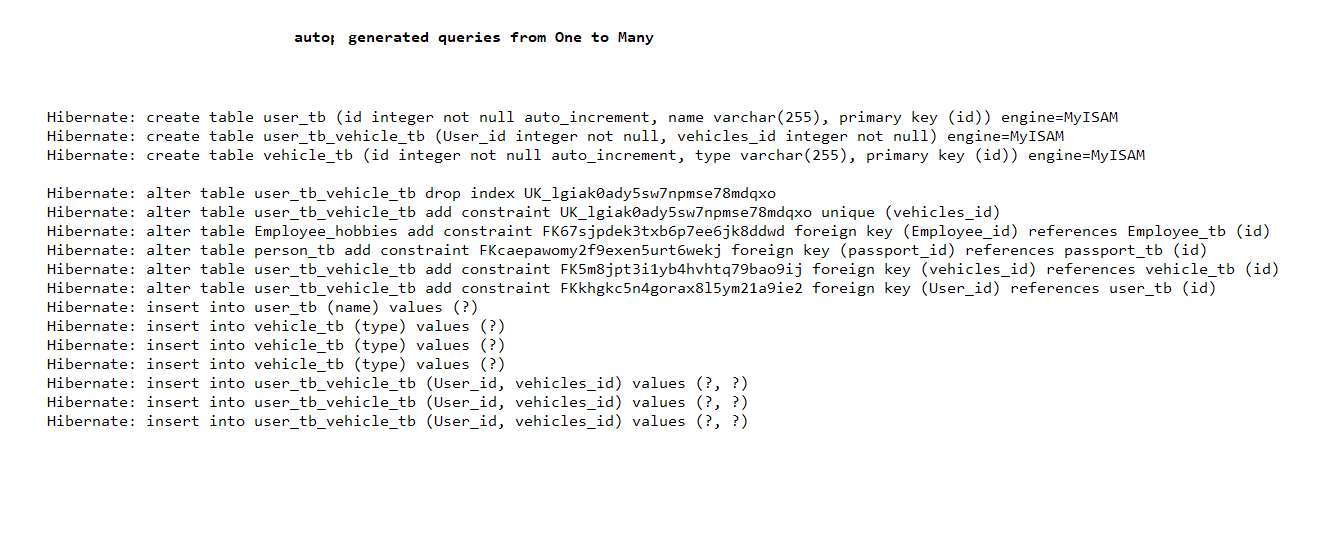 auto; generated queries from One to Many
Hibernate: create table user_tb (id integer not null auto_increment, name varchar(255), primary key (id)) engine=MyISAM
Hibernate: create table user_tb_vehicle_tb (User_id integer not null, vehicles_id integer not null) engine=MyISAM
Hibernate: create table vehicle_tb (id integer not null auto_increment, type varchar(255), primary key (id)) engine=MyISAM
Hibernate: alter table user_tb_vehicle_tb drop index UK_lgiak0ady5sw7npmse78mdqxo
Hibernate: alter table user_tb_vehicle_tb add constraint UK_lgiak0ady5sw7npmse78mdqxo unique (vehicles_id)
Hibernate: alter table Employee_hobbies add constraint FK67sjpdek3txb6p7ee6jk8ddwd foreign key (Employee_id) references Employee_tb (id)
Hibernate: alter table person_tb add constraint FKcaepawomy2f9exen5urt6wekj foreign key (passport_id) references passport_tb (id)
Hibernate: alter table user_tb_vehicle_tb add constraint FK5m8jpt3i1yb4hvhtq79bao9ij foreign key (vehicles_id) references vehicle_tb (id)
Hibernate: alter table user_tb_vehicle_tb add constraint FKkhgkc5n4gorax8l5ym21a9ie2 foreign key (User_id) references user_tb (id)
Hibernate: insert into user_tb (name) values (?)
Hibernate: insert into vehicle_tb (type) values (?)
Hibernate: insert into vehicle_tb (type) values (?)
Hibernate: insert into vehicle_tb (type) values (?)
Hibernate: insert into user_tb_vehicle_tb (User_id, vehicles_id) values (?, ?)
Hibernate: insert into user_tb_vehicle_tb (User_id, vehicles_id) values (?, ?)
Hibernate: insert into user_tb_vehicle_tb (User_id, vehicles_id) values (?, ?)